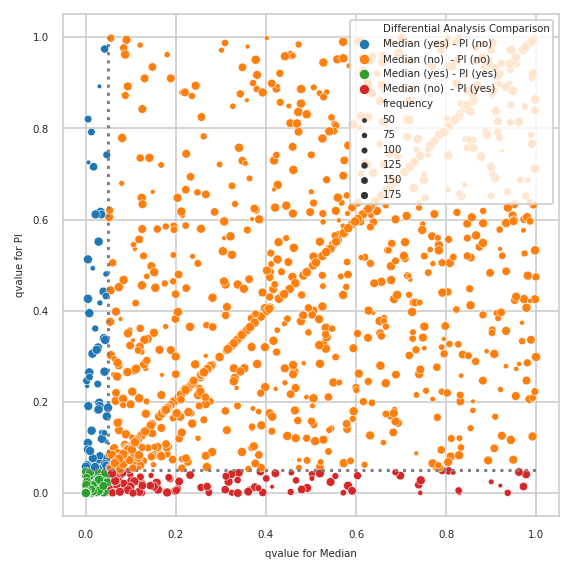 Differential Analysis Comparison
Median (yes) - PI (no)
Median (no) - PI (no)
Median (yes) - PI (yes)
Median (no) - PI (yes)
frequency
50
75
100
125
150
175
1.0
0.8
0.6
0.4
0.2
0.0
qvalue for PI
0.0 0.2 0.4 0.6 0.8 1.0
qvalue for Median